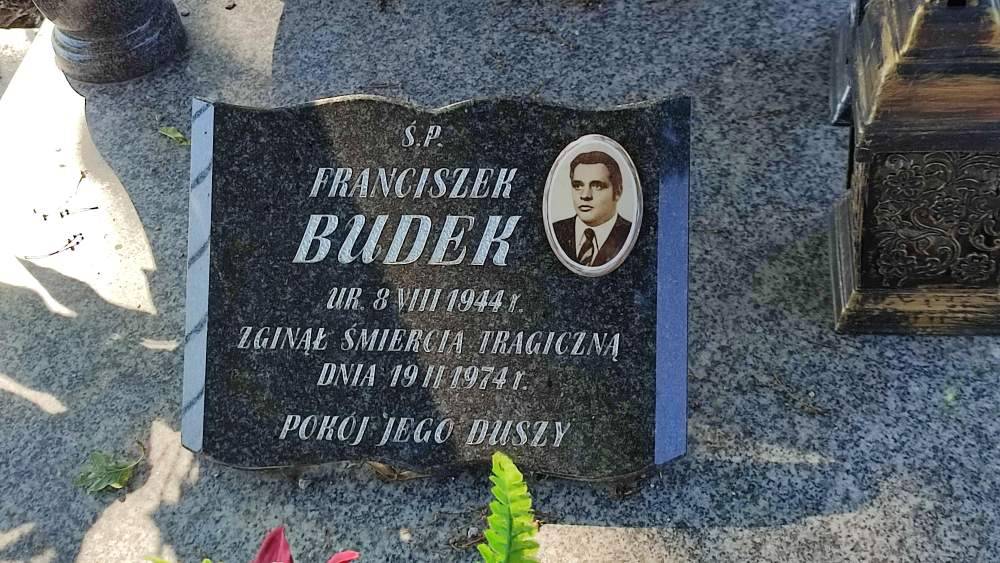 Ś.P.
FRANCISZEK
BUDEK
UR. 8 VIII 1944 r.
ZGINĄŁ ŚMIERCIĄ TRAGICZNĄ
DNIA 19 II 1974 r.
POKÓJ JEGO DUSZY